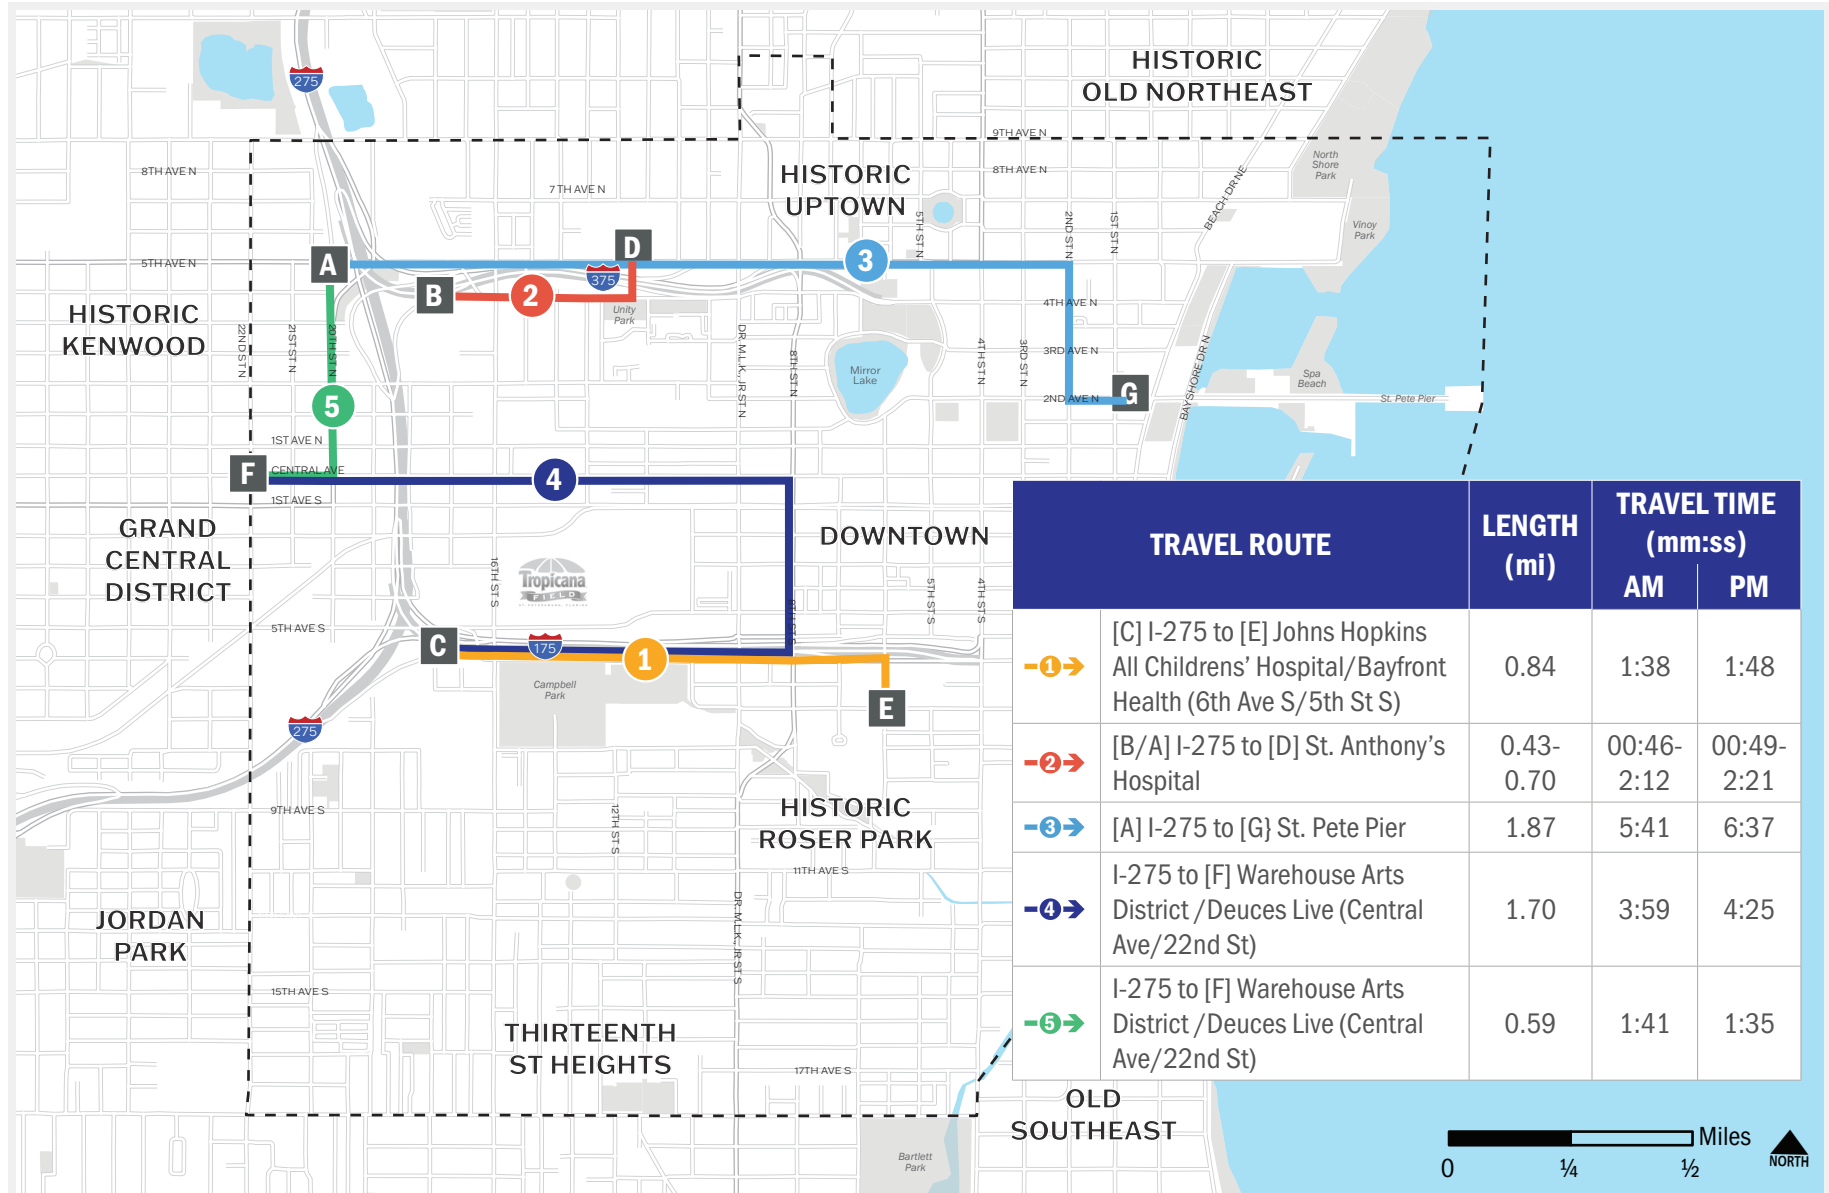 275
HISTORIC
OLD NORTHEAST
9TH AVE N
8TH AVE N
8TH AVE N
7 TH AVE N
HISTORIC
UPTOWN
North
Shore
Park
BEACH DR NE
Vinoy
Park
5TH ST N
2ND ST N
1ST ST N
5TH AVE N
A
B
2
D
375
3
Unity
Park
4TH AVE N
HISTORIC
KENWOOD
22ND ST N
21ST ST N
20TH ST N
DR. M.L.K. JR ST N
8TH ST N
Mirror
Lake
4TH ST N
3RD ST N
3RD AVE N
2ND AVE N
G
BAYSHORE DR N
Spa
Beach
St. Pete Pier
5
1ST AVE N
F
CENTRAL AVE
1ST AVE S
4
GRAND
CENTRAL
DISTRICT
DOWNTOWN
16TH ST S
Tropicana
FIELD
ST. PETERSBURG, FLORIDA
8TH ST S
5TH ST S
4TH ST S
5TH AVE S
C
175
1
E
Campbell
Park
275
9TH AVE S
12TH ST S
HISTORIC
ROSER PARK
11TH AVE S
DR. M.L.K. JR ST S
JORDAN
PARK
15TH AVE S
THIRTEENTH
ST HEIGHTS
17TH AVE S
OLD
SOUTHEAST
Bartlett
Park
TRAVEL ROUTE
LENGTH
(mi)
TRAVEL TIME
(mm:ss)
AM
PM
1
[C] I-275 to [E] Johns Hopkins
All Childrens' Hospital/Bayfront
Health (6th Ave S/5th St S)
0.84
1:38
1:48
2
[B/A] I-275 to [D] St. Anthony's
Hospital
0.43-
0.70
00:46-
2:12
00:49-
2:21
3
[A] I-275 to [G} St. Pete Pier
1.87
5:41
6:37
4
I-275 to [F] Warehouse Arts
District /Deuces Live (Central
Ave/22nd St)
1.70
3:59
4:25
5
I-275 to [F] Warehouse Arts
District /Deuces Live (Central
Ave/22nd St)
0.59
1:41
1:35
Miles
0
¼
½
NORTH